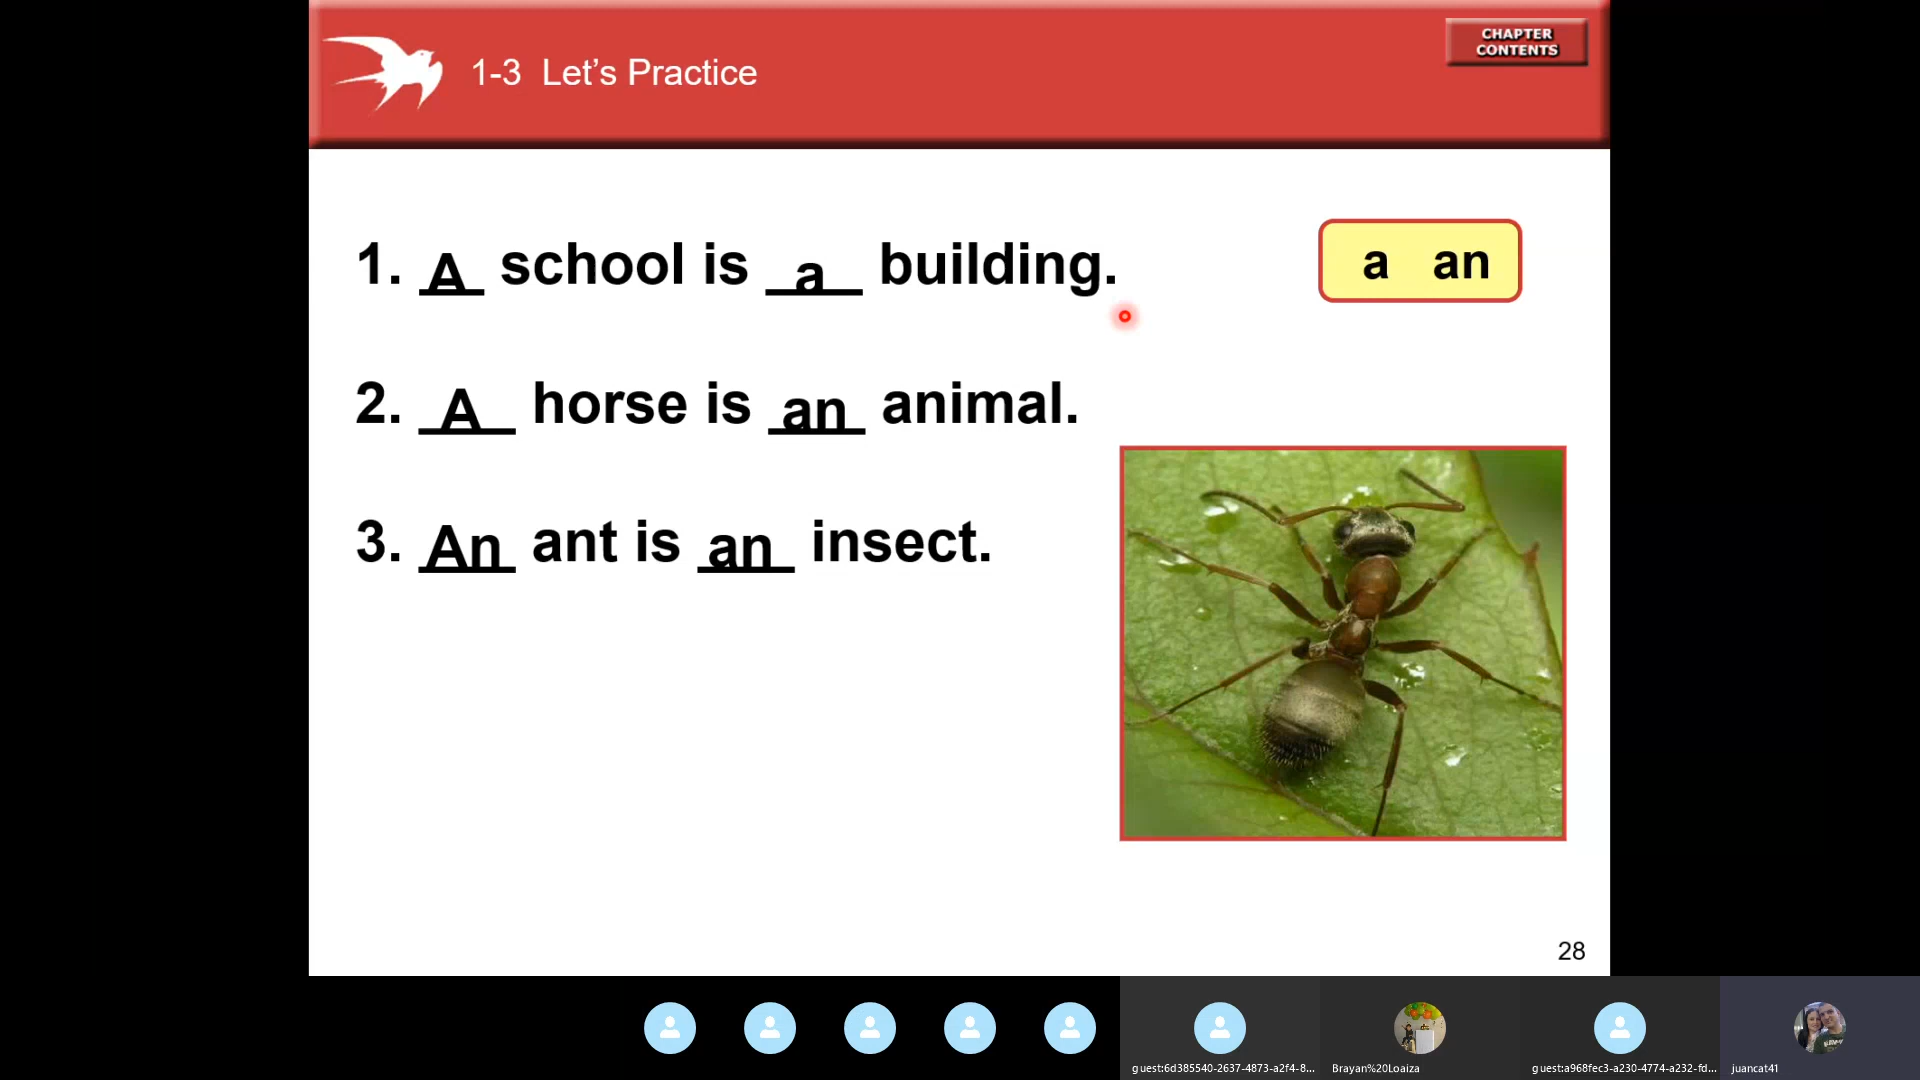 1-3 Let’s Practice
CHAPTER
CONTENTS
1. A school is a building.
a an
2. A horse is an animal.
3. An ant is an insect.
28
guest:6d385540-2637-4873-a2f4-8...
Brayan%20Loaiza
guest:a968fec3-a230-4774-a232-fd...
juancat41